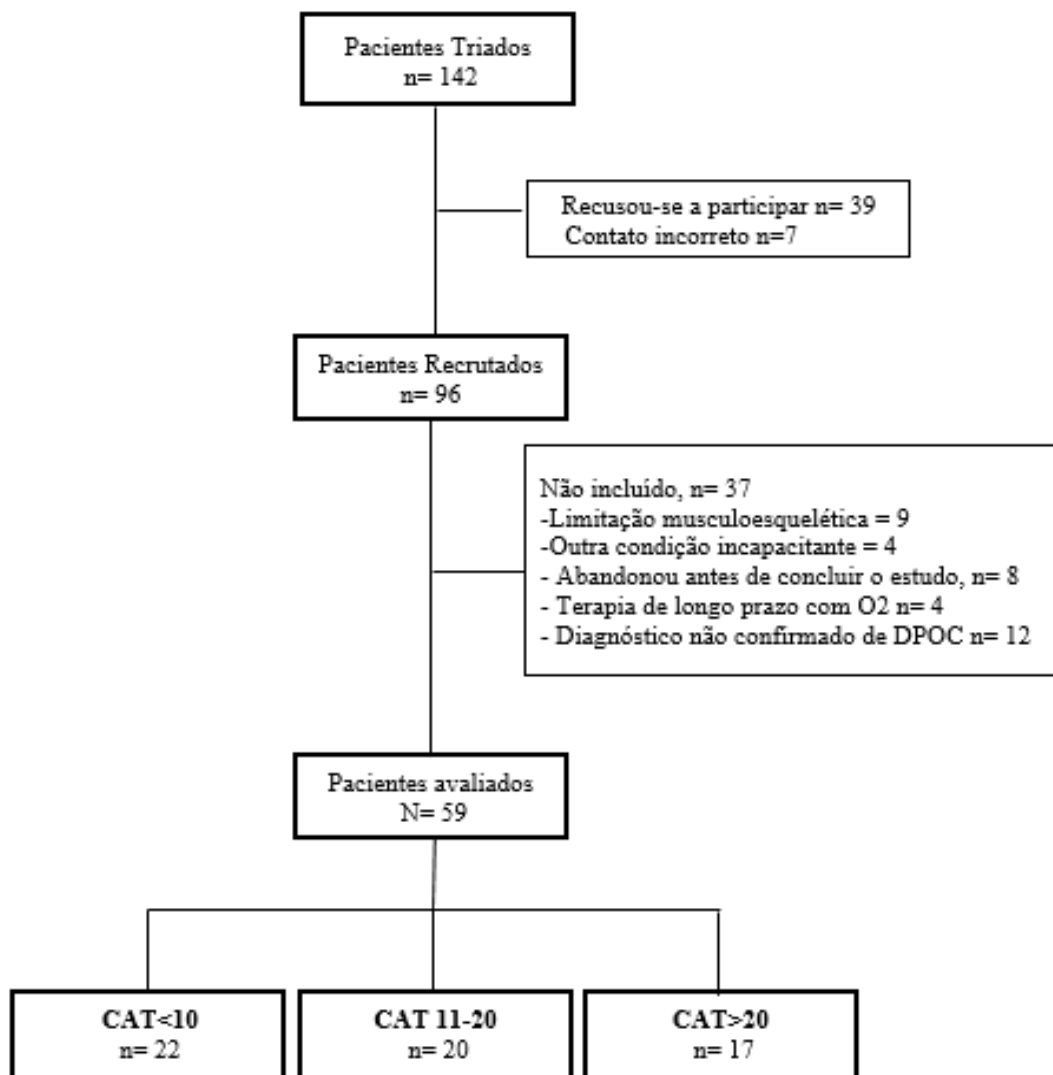 Pacientes Triados
n= 142
Recusou-se a participar n= 39
Contato incorreto n=7
Pacientes Recrutados
n= 96
Não incluído, n= 37
-Limitação musculoesquelética = 9
-Outra condição incapacitante = 4
- Abandonou antes de concluir o estudo, n= 8
- Terapia de longo prazo com O2 n= 4
- Diagnóstico não confirmado de DPOC n= 12
Pacientes avaliados
N= 59
CAT<10
n= 22
CAT 11-20
n= 20
CAT>20
n= 17